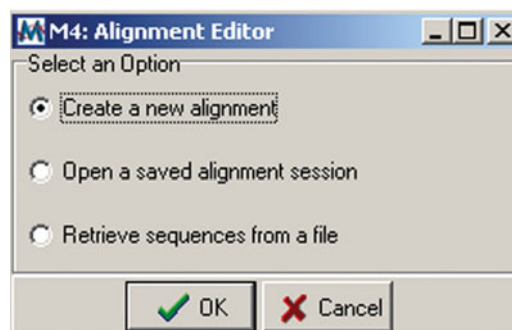 M4: Alignment Editor
Select an Option
Create a new alignment
Open a saved alignment session
Retrieve sequences from a file
OK Cancel